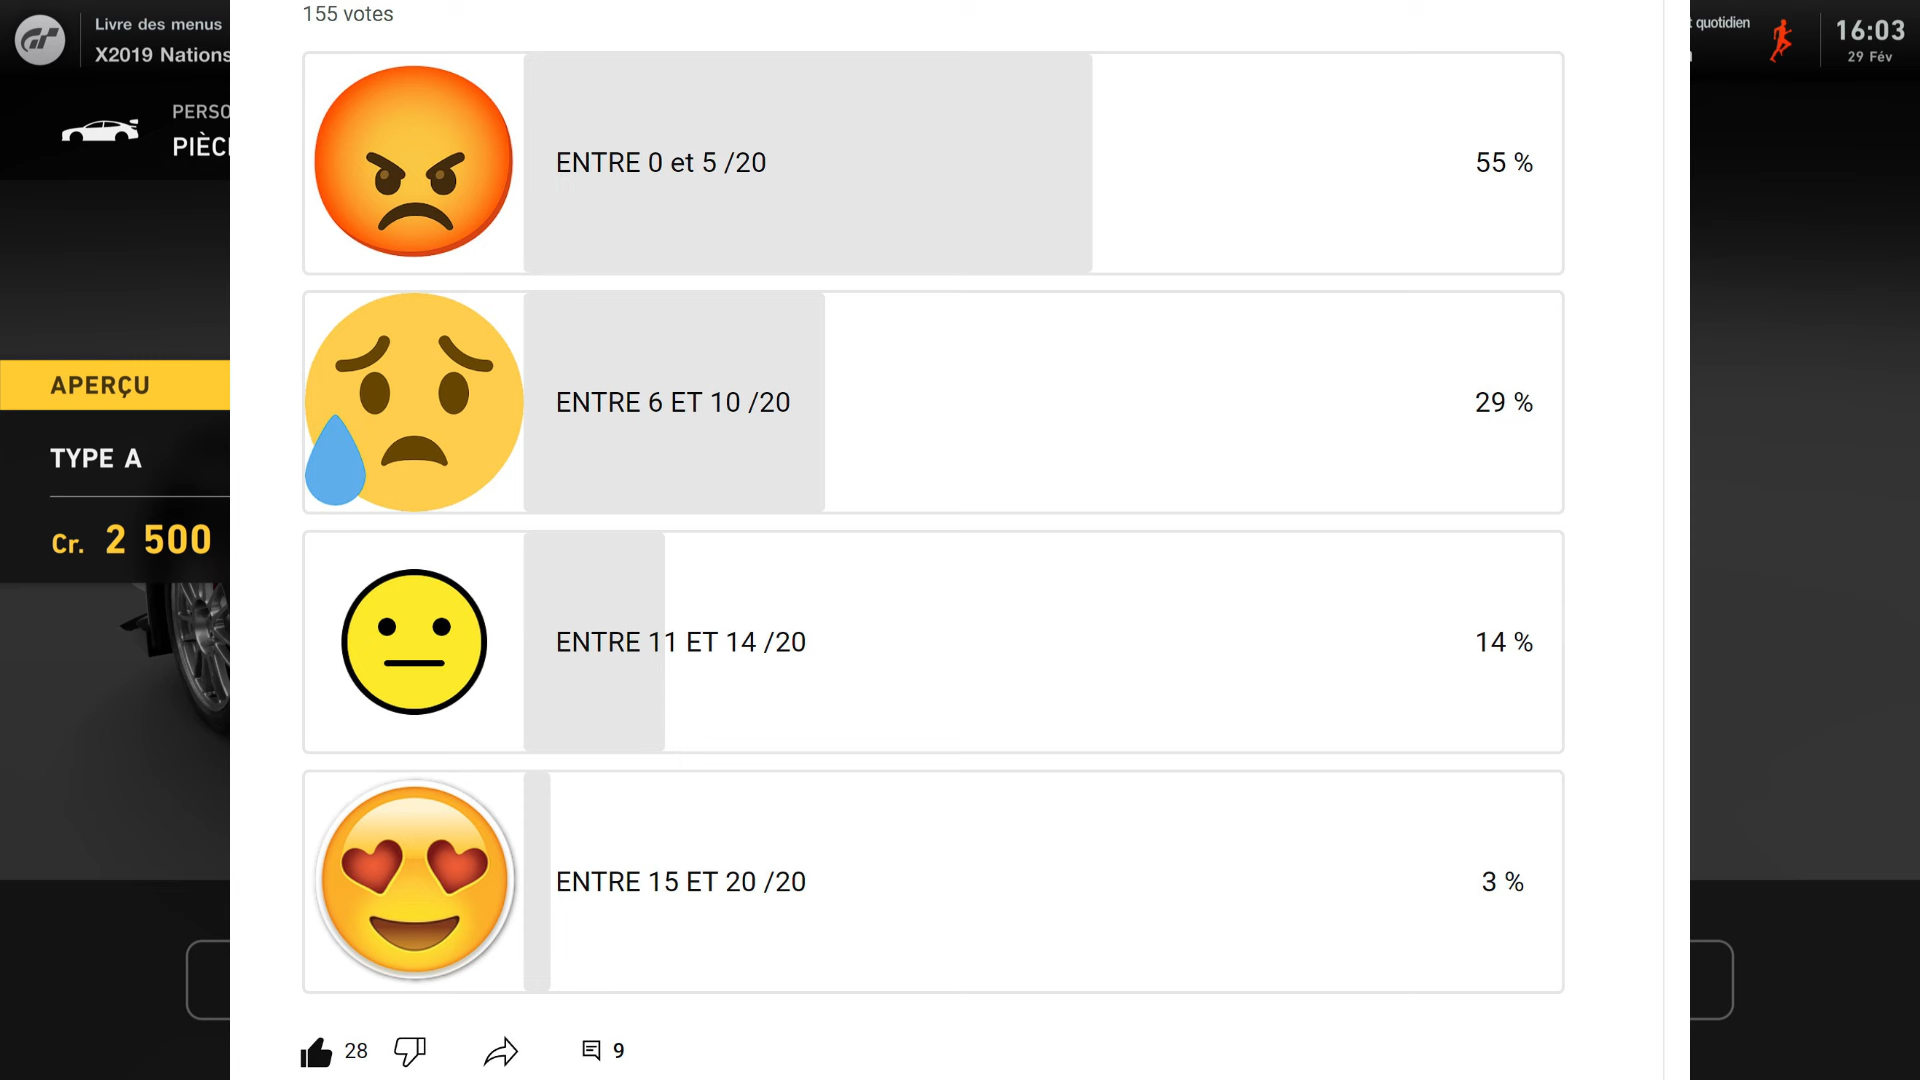 155 votes
Livre des menus
X2019 Nations
quotidien
16:03
29 Fév
PERSO
PIÈC
ENTRE 0 et 5 /20
55 %
APERÇU
ENTRE 6 ET 10 /20
29 %
TYPE A
Cr. 2 500
ENTRE 11 ET 14 /20
14 %
ENTRE 15 ET 20 /20
3 %
28
9